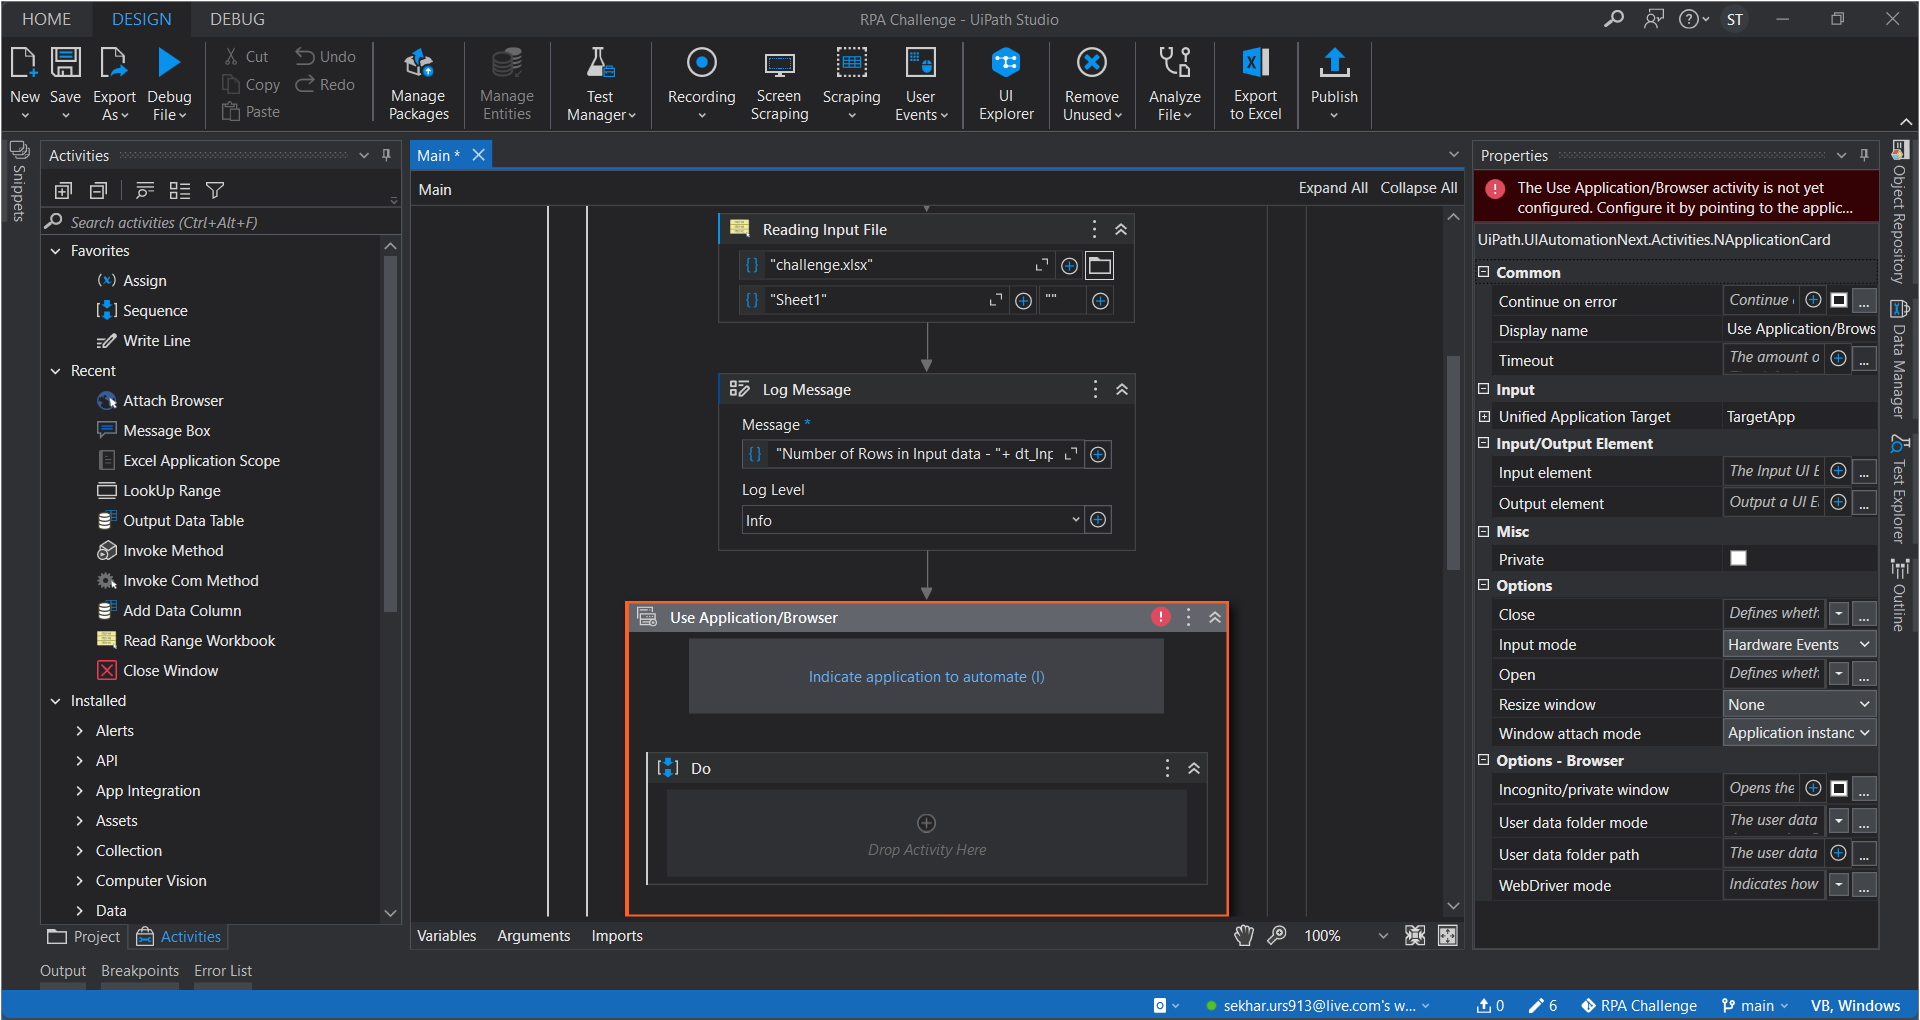 HOME DESIGN DEBUG
RPA Challenge - UiPath Studio
ST
New
Save
Export As
Debug File
Cut
Copy
Paste
Undo
Redo
Manage Packages
Manage Entities
Test Manager
Recording
Screen Scraping
Scraping
User Events
UI Explorer
Remove Unused
Analyze File
Export to Excel
Publish
Snippets
Activities
Search activities (Ctrl+Alt+F)
Favorites
Assign
Sequence
Write Line
Recent
Attach Browser
Message Box
Excel Application Scope
LookUp Range
Output Data Table
Invoke Method
Invoke Com Method
Add Data Column
Read Range Workbook
Close Window
Installed
Alerts
API
App Integration
Assets
Collection
Computer Vision
Data
Project
Activities
Main *
Main
Expand All Collapse All
Reading Input File
"challenge.xlsx"
"Sheet1" ""
Log Message
Message *
"Number of Rows in Input data - "+ dt_Inp
Log Level
Info
Use Application/Browser
Indicate application to automate (I)
Do
Drop Activity Here
Variables Arguments Imports
100%
Properties
The Use Application/Browser activity is not yet
configured. Configure it by pointing to the applic...
UiPath.UIAutomationNext.Activities.NApplicationCard
Common
Continue on error Continue ...
Display name Use Application/Brows
Timeout The amount o ...
Input
Unified Application Target TargetApp
Input/Output Element
Input element The Input UI E ...
Output element Output a UI E ...
Misc
Private
Options
Close Defines wheth ...
Input mode Hardware Events
Open Defines wheth ...
Resize window None
Window attach mode Application instanc
Options - Browser
Incognito/private window Opens the ...
User data folder mode The user data ...
User data folder path The user data ...
WebDriver mode Indicates how ...
Object Repository
Data Manager
Test Explorer
Outline
Output Breakpoints Error List
sekhar.urs913@live.com's w...
0
6
RPA Challenge
main
VB, Windows